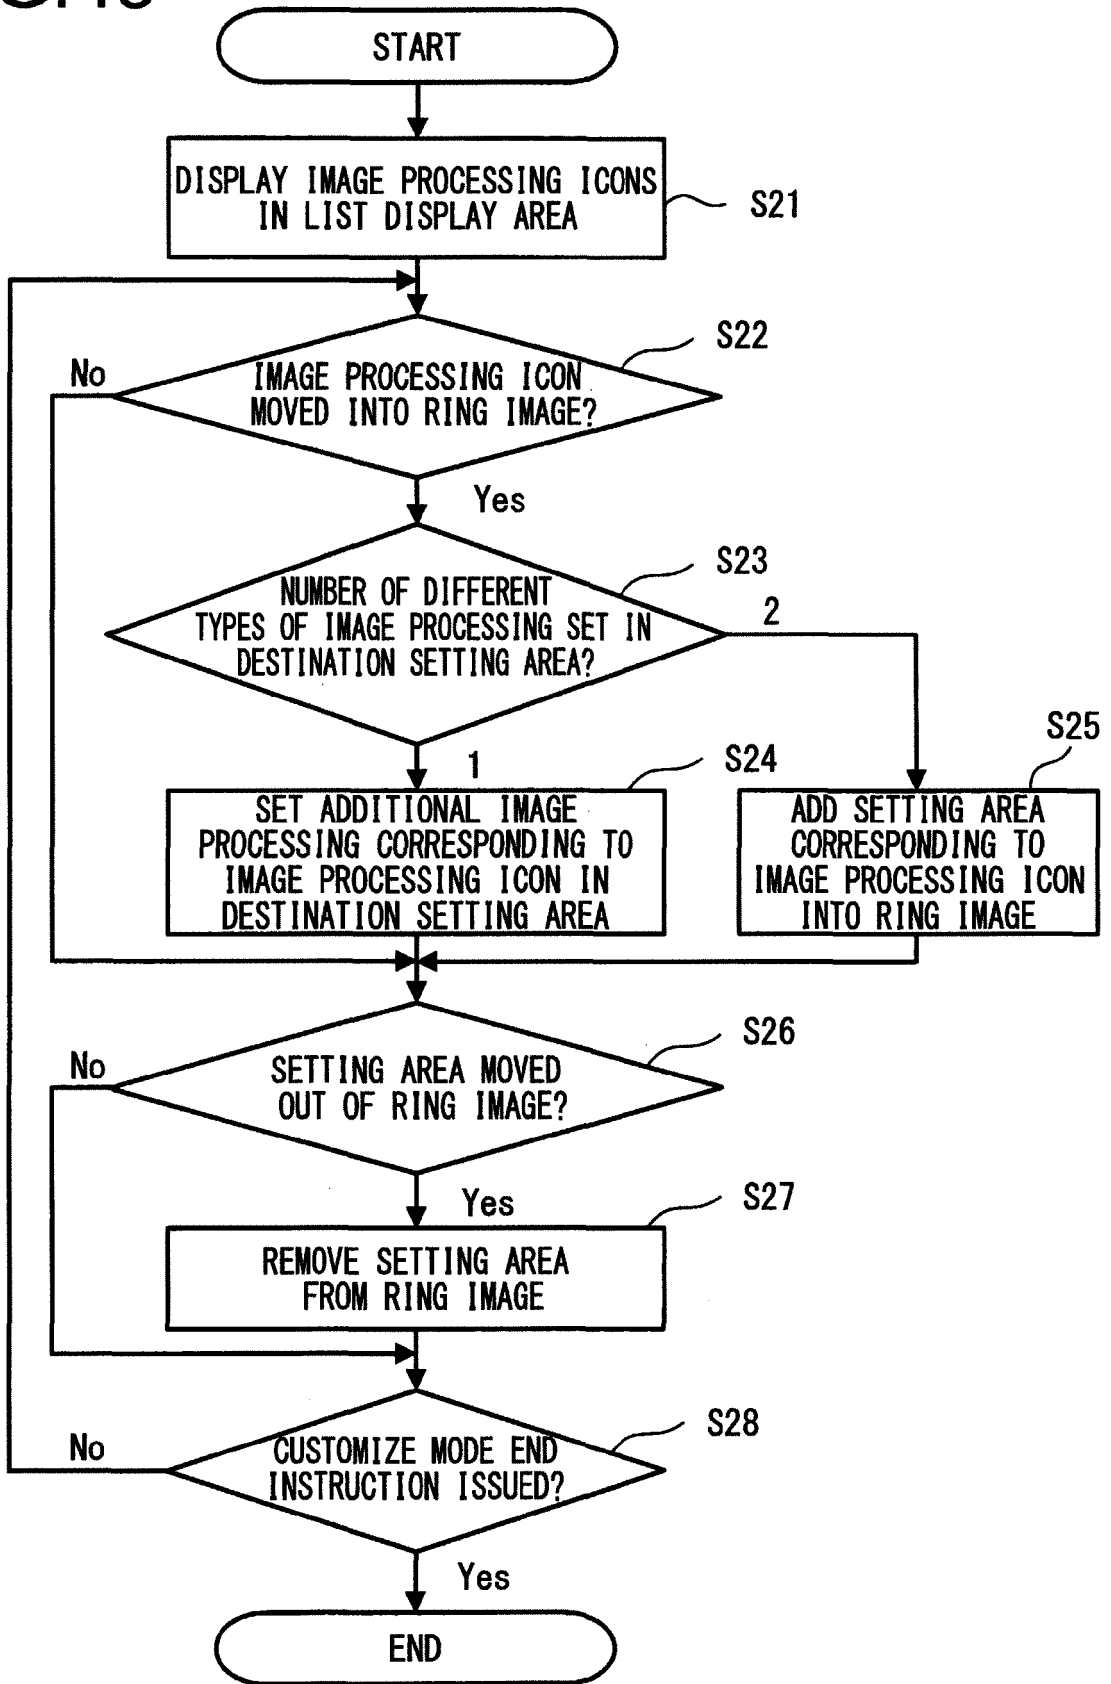 START
DISPLAY IMAGE PROCESSING ICONS
IN LIST DISPLAY AREA
S21
S22
No
IMAGE PROCESSING ICON
MOVED INTO RING IMAGE?
Yes
S23
NUMBER OF DIFFERENT
TYPES OF IMAGE PROCESSING SET IN
DESTINATION SETTING AREA?
2
1
S24
S25
SET ADDITIONAL IMAGE
PROCESSING CORRESPONDING TO
IMAGE PROCESSING ICON IN
DESTINATION SETTING AREA
ADD SETTING AREA
CORRESPONDING TO
IMAGE PROCESSING ICON
INTO RING IMAGE
S26
No
SETTING AREA MOVED
OUT OF RING IMAGE?
Yes
S27
REMOVE SETTING AREA
FROM RING IMAGE
S28
No
CUSTOMIZE MODE END
INSTRUCTION ISSUED?
Yes
END